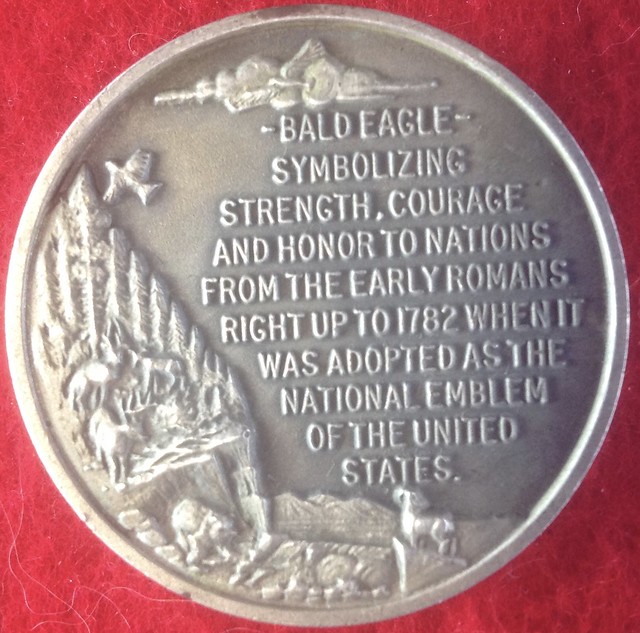 -BALD EAGLE-
SYMBOLIZING
STRENGTH, COURAGE
AND HONOR TO NATIONS
FROM THE EARLY ROMANS
RIGHT UP TO 1782 WHEN IT
WAS ADOPTED AS THE
NATIONAL EMBLEM
OF THE UNITED
STATES.